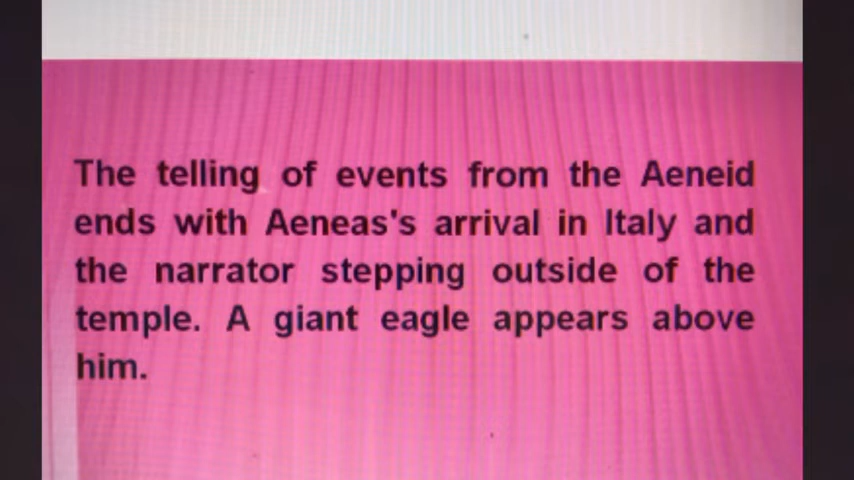 The telling of events from the Aeneid
ends with Aeneas's arrival in Italy and
the narrator stepping outside of the
temple. A giant eagle appears above
him.